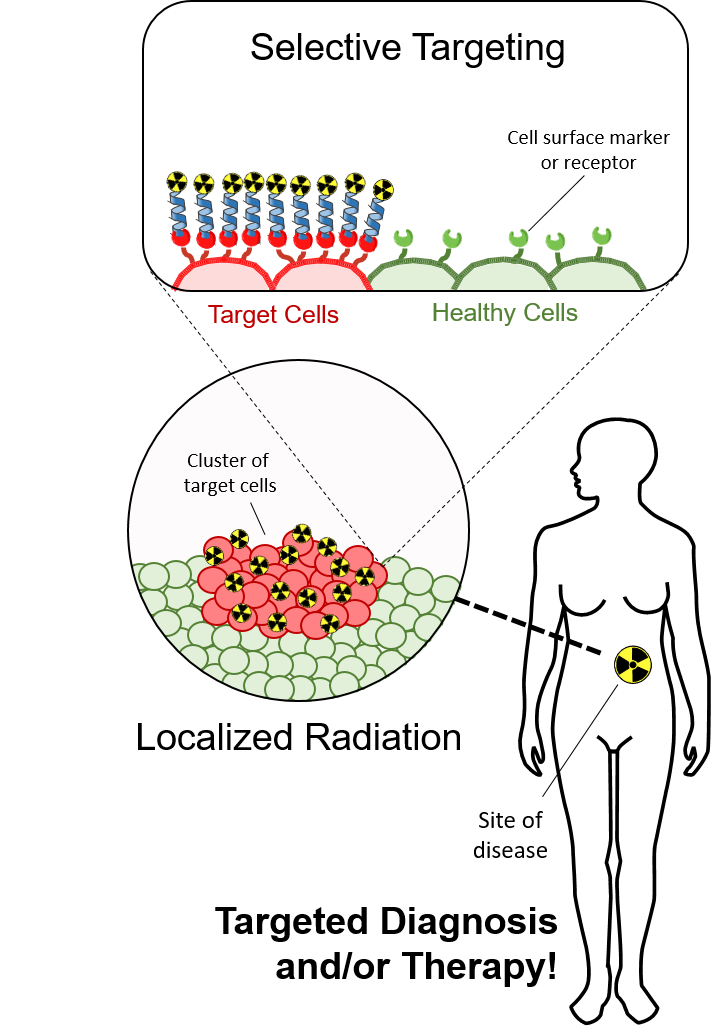 Selective Targeting
Cell surface marker
or receptor
Target Cells
Healthy Cells
Cluster of
target cells
Localized Radiation
Site of
disease
Targeted Diagnosis
and/or Therapy!